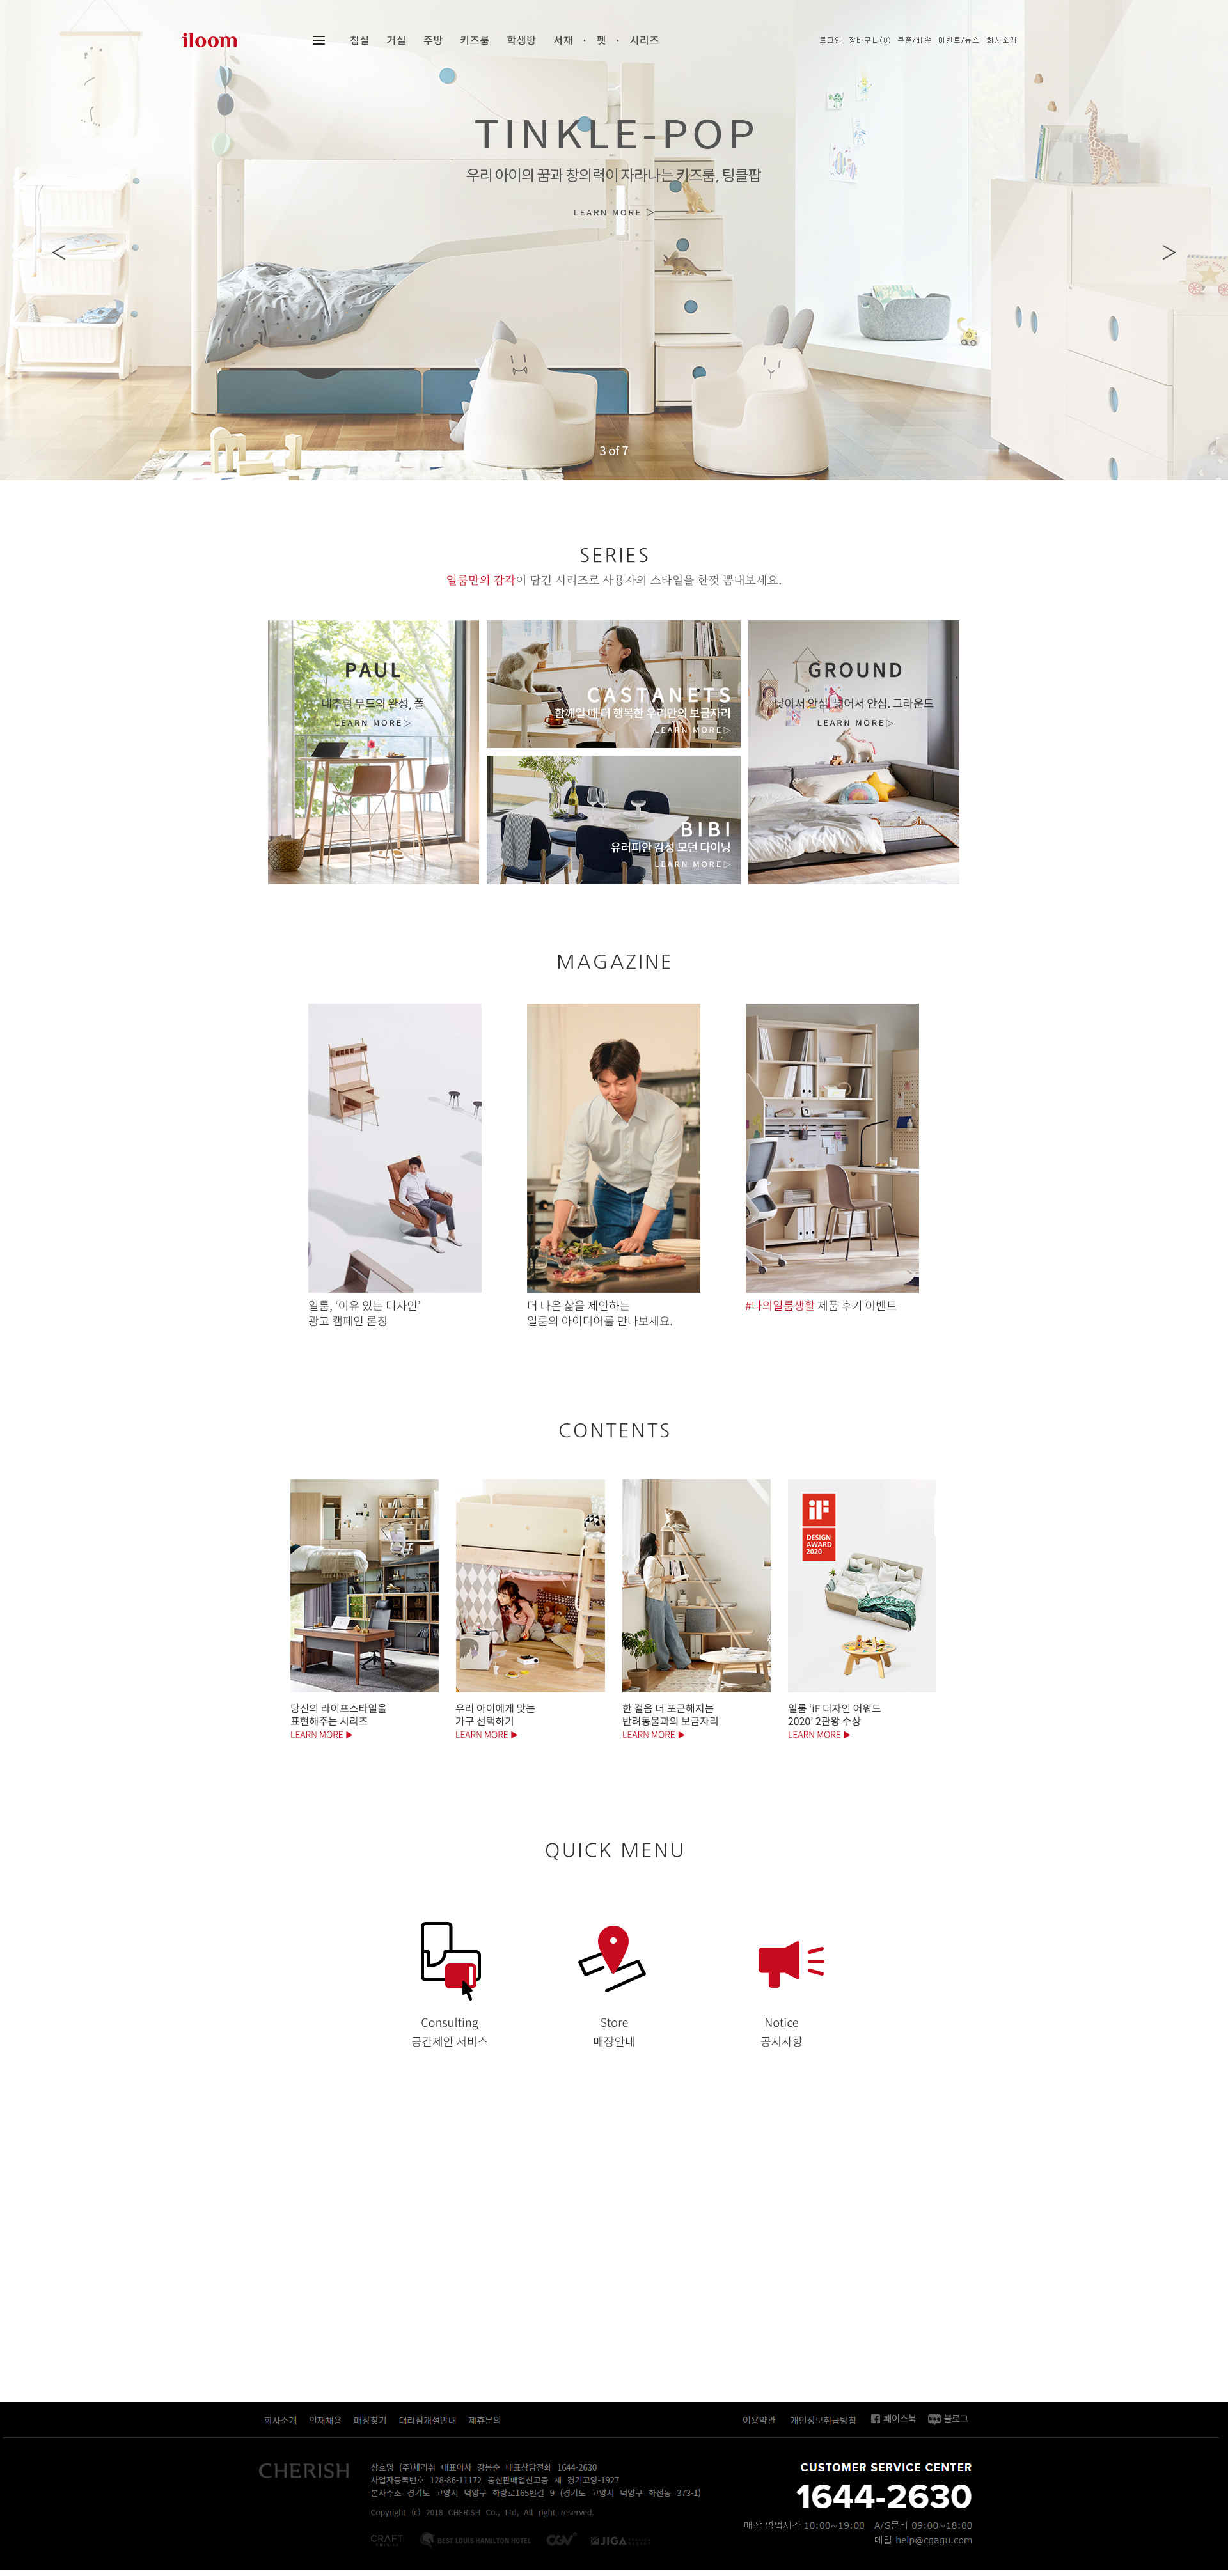 iloom
침실 거실 주방 키즈룸 학생방 서재 · 펫 · 시리즈
로그인 장바구니(0) 쿠폰/배송 이벤트/뉴스 회사소개
TINKLE-POP
우리 아이의 꿈과 창의력이 자라나는 키즈룸, 팅클팝
LEARN MORE ▷
<
>
3 of 7
SERIES
일룸만의 감각이 담긴 시리즈로 사용자의 스타일을 한껏 뽐내보세요.
PAUL
내추럴 무드의 완성, 폴
LEARN MORE▷
CASTANETS
함께일 때 더 행복한 우리만의 보금자리
LEARN MORE▷
BIBI
유러피안 감성 모던 다이닝
LEARN MORE▷
GROUND
낮아서 안심, 넓어서 안심. 그라운드
LEARN MORE▷
MAGAZINE
일룸, ‘이유 있는 디자인’
광고 캠페인 론칭
더 나은 삶을 제안하는
일룸의 아이디어를 만나보세요.
#나의일룸생활 제품 후기 이벤트
CONTENTS
iF
DESIGN
AWARD
2020
당신의 라이프스타일을
표현해주는 시리즈
LEARN MORE ▶
우리 아이에게 맞는
가구 선택하기
LEARN MORE ▶
한 걸음 더 포근해지는
반려동물과의 보금자리
LEARN MORE ▶
일룸 ‘iF 디자인 어워드
2020’ 2관왕 수상
LEARN MORE ▶
QUICK MENU
Consulting
공간제안 서비스
Store
매장안내
Notice
공지사항
회사소개 인재채용 매장찾기 대리점개설안내 제휴문의
이용약관 개인정보취급방침 페이스북 블로그
CHERISH
상호명 (주)체리쉬 대표이사 강봉순 대표상담전화 1644-2630
사업자등록번호 128-86-11172 통신판매업신고증 제 경기고양-1927
본사주소 경기도 고양시 덕양구 화랑로165번길 9 (경기도 고양시 덕양구 화전동 373-1)
Copyright (c) 2018 CHERISH Co., Ltd, All right reserved.
CRAFT
BEST LOUIS HAMILTON HOTEL
CGV
JIGA
CUSTOMER SERVICE CENTER
1644-2630
매장 영업시간 10:00~19:00 A/S문의 09:00~18:00
메일 help@cgagu.com